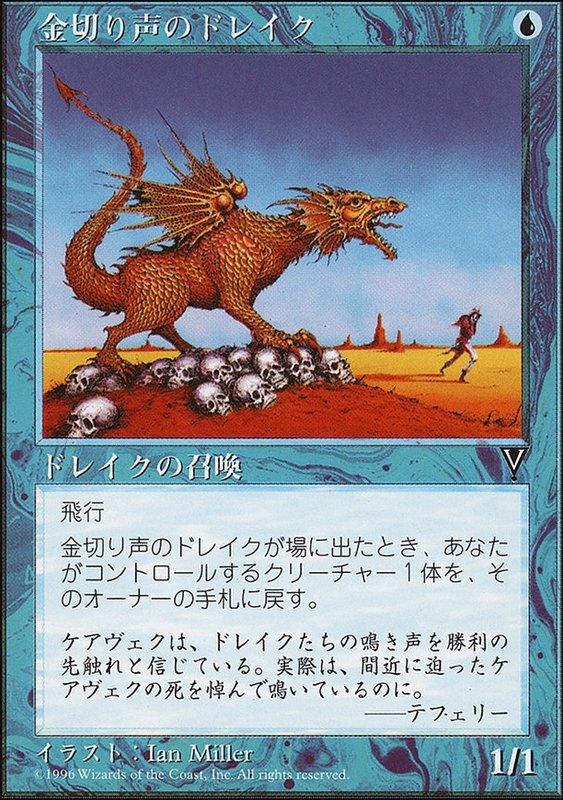 金切り声のドレイク
ドレイクの召喚
飛行
金切り声のドレイクが場に出たとき、あなた
がコントロールするクリーチャー1体を、そ
のオーナーの手札に戻す。
ケアヴェクは、ドレイクたちの鳴き声を勝利の
先触れと信じている。実際は、間近に迫ったケ
アヴェクの死を悼んで鳴いているのに。
――テフェリー
イラスト：Ian Miller
©1996 Wizards of the Coast, Inc. All rights reserved.
1/1